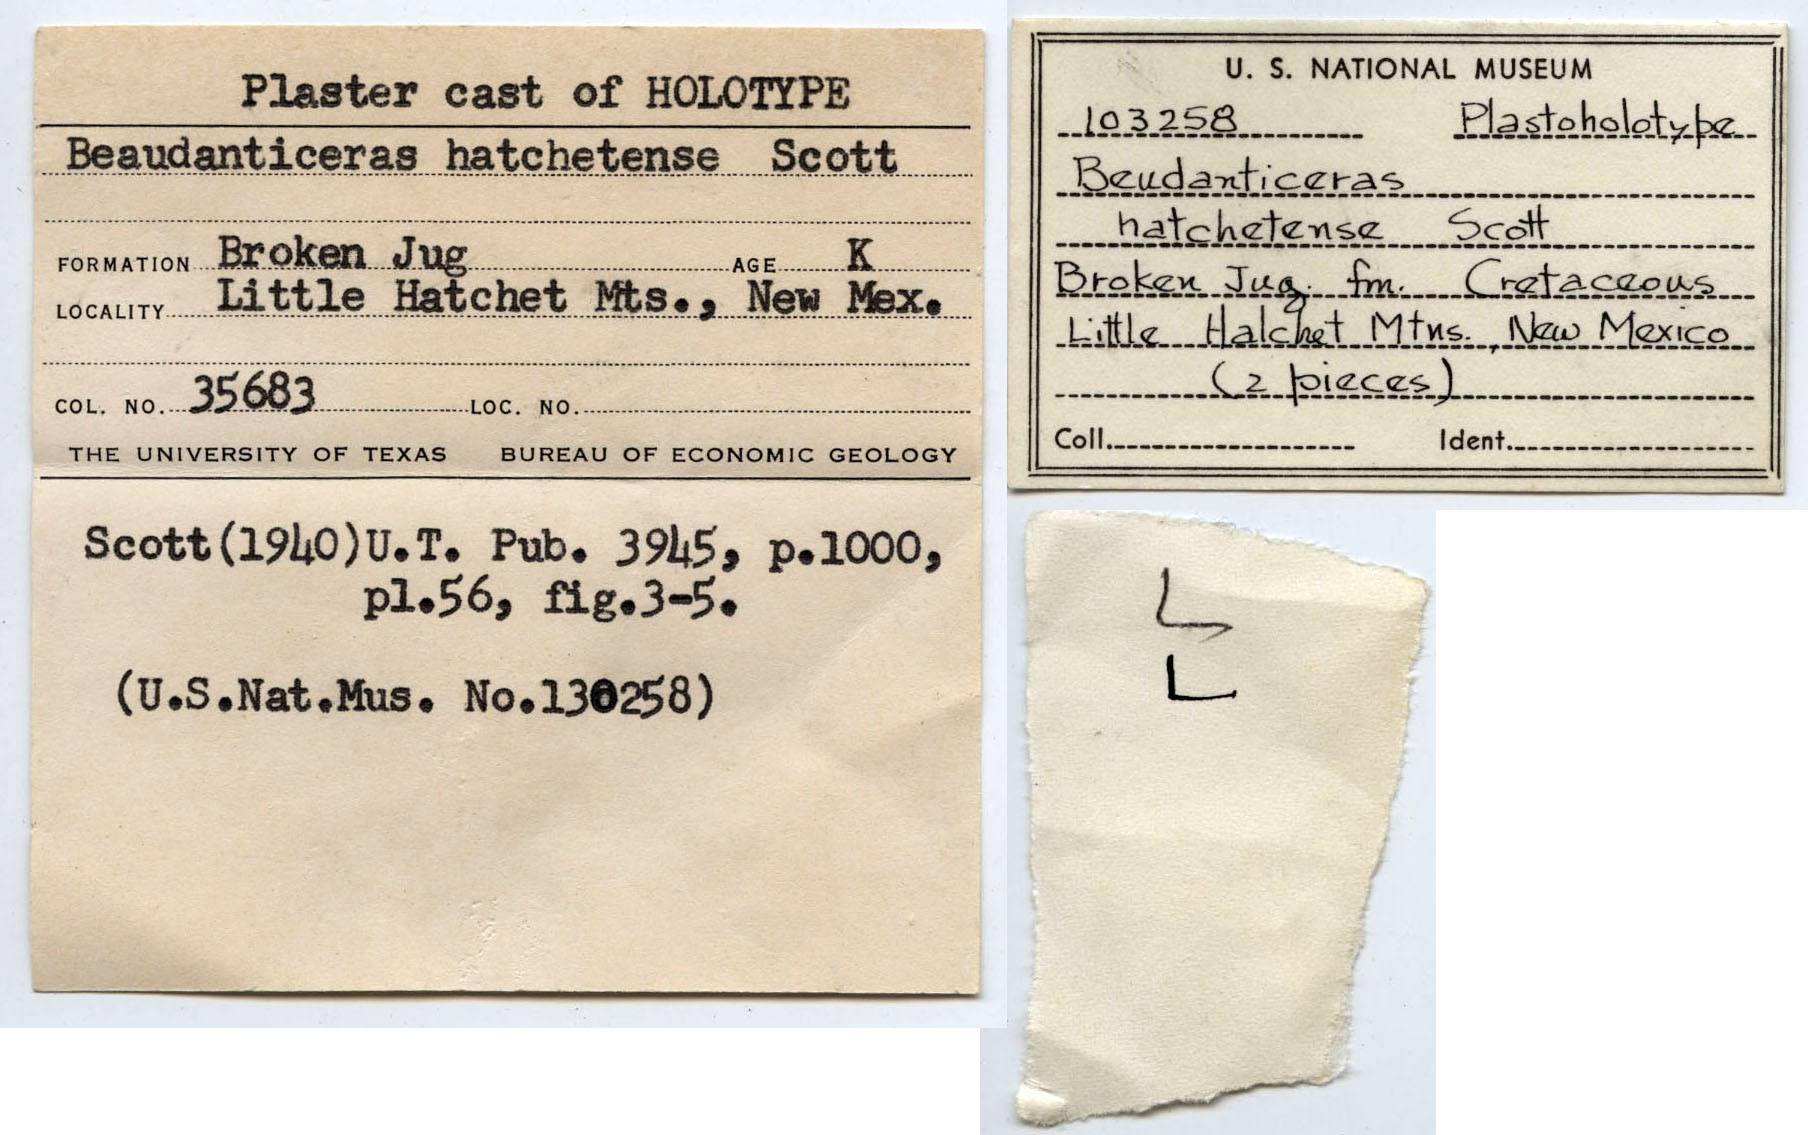 Plaster cast of HOLOTYPE
Beaudanticeras hatchetense Scott
FORMATION Broken Jug AGE K
LOCALITY Little Hatchet Mts., New Mex.
COL. NO. 35683 LOC. NO.
THE UNIVERSITY OF TEXAS BUREAU OF ECONOMIC GEOLOGY
Scott(1940)U.T. Pub. 3945, p.1000,
pl.56, fig.3-5.
(U.S.Nat.Mus. No.130258)
U. S. NATIONAL MUSEUM
103258 Plastoholotype
Beudanticeras
hatchetense Scott
Broken Jug fm. Cretaceous
Little Halchet Mtns., New Mexico
(2 pieces)
Coll. Ident.
L
L